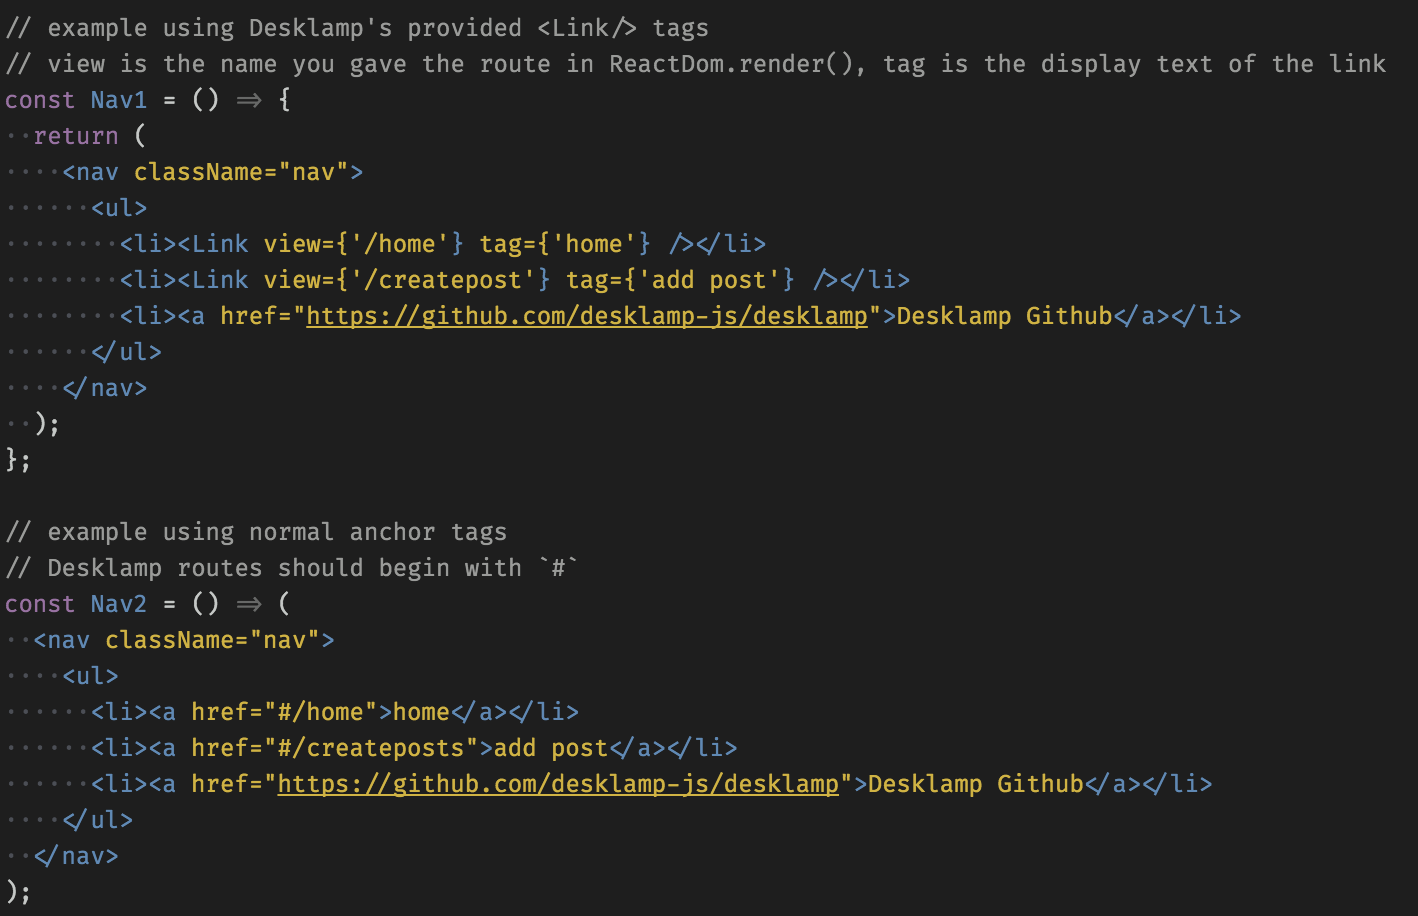 // example using Desklamp's provided <Link/> tags
// view is the name you gave the route in ReactDom.render(), tag is the display text of the link
const Nav1 = () => {
  return (
    <nav className="nav">
      <ul>
        <li><Link view={'/home'} tag={'home'} /></li>
        <li><Link view={'/createpost'} tag={'add post'} /></li>
        <li><a href="https://github.com/desklamp-js/desklamp">Desklamp Github</a></li>
      </ul>
    </nav>
  );
};

// example using normal anchor tags
// Desklamp routes should begin with `#`
const Nav2 = () => (
  <nav className="nav">
    <ul>
      <li><a href="#/home">home</a></li>
      <li><a href="#/createposts">add post</a></li>
      <li><a href="https://github.com/desklamp-js/desklamp">Desklamp Github</a></li>
    </ul>
  </nav>
);